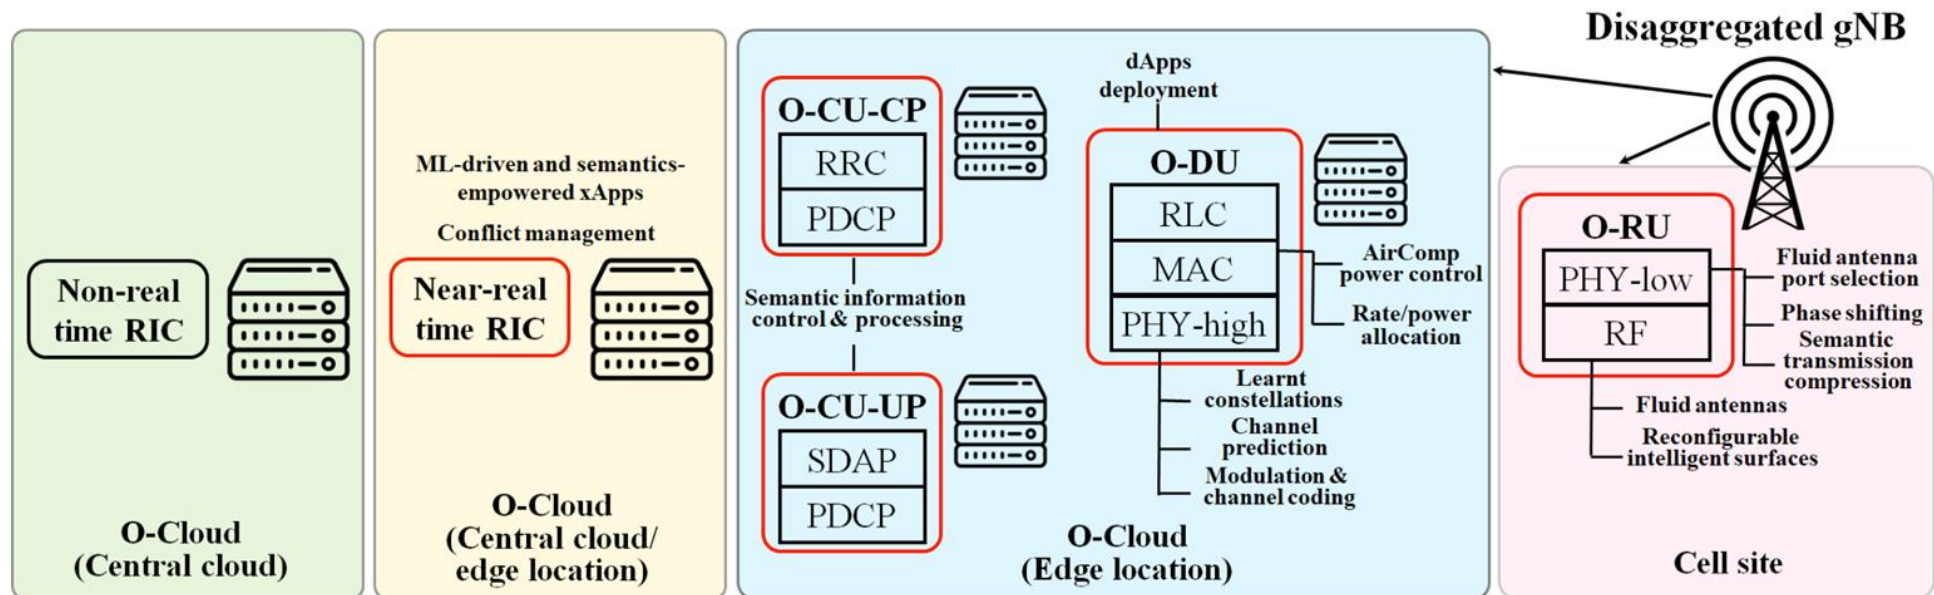 Disaggregated gNB
Non-real
time RIC
O-Cloud
(Central cloud)
ML-driven and semantics-
empowered xApps
Conflict management
Near-real
time RIC
O-Cloud
(Central cloud/
edge location)
O-CU-CP
RRC
PDCP
Semantic information
control & processing
O-CU-UP
SDAP
PDCP
dApps
deployment
O-DU
RLC
MAC
PHY-high
AirComp
power control
Rate/power
allocation
Learnt
constellations
Channel
prediction
Modulation &
channel coding
O-Cloud
(Edge location)
O-RU
PHY-low
RF
Fluid antenna
port selection
Phase shifting
Semantic
transmission
compression
Fluid antennas
Reconfigurable
intelligent surfaces
Cell site